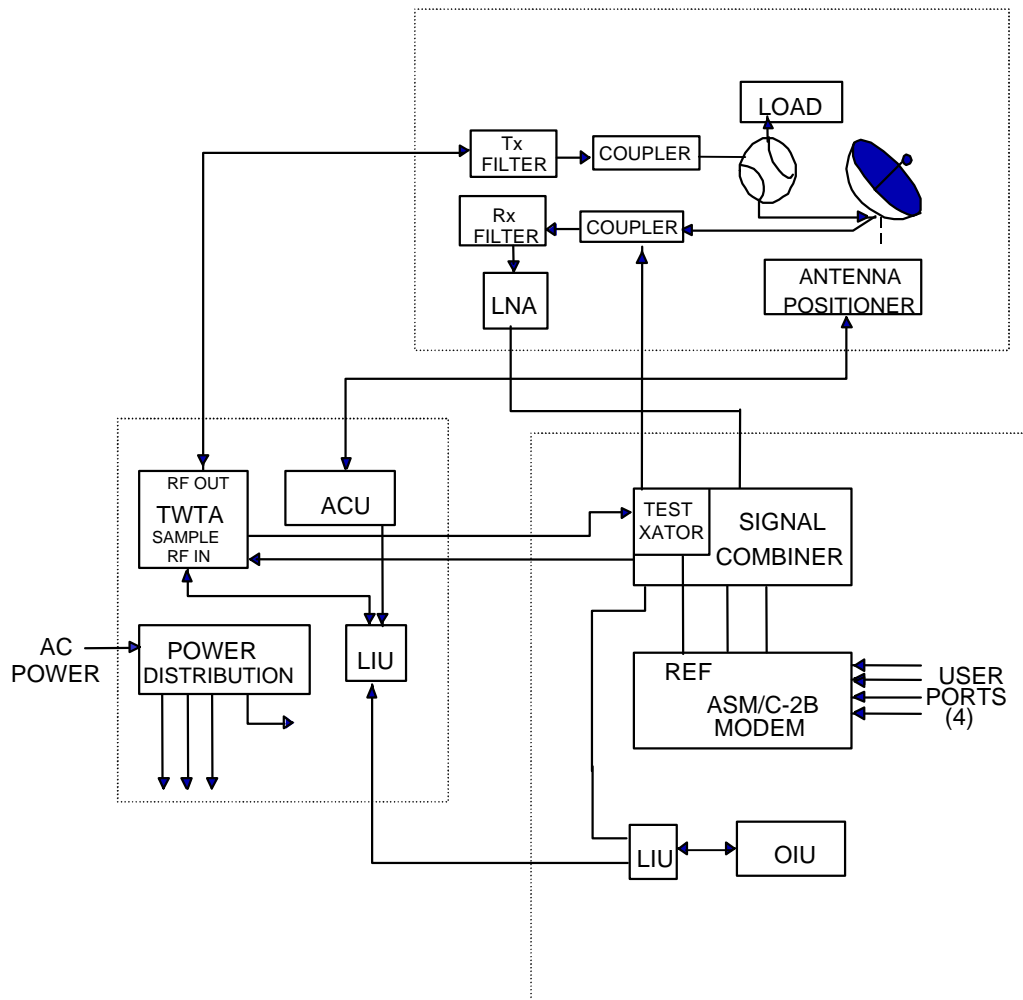 LOAD
Tx
FILTER
COUPLER
Rx
FILTER
COUPLER
LNA
ANTENNA
POSITIONER
RF OUT
TWTA
SAMPLE
RF IN
ACU
TEST
XATOR
SIGNAL
COMBINER
AC
POWER
POWER
DISTRIBUTION
LIU
REF
ASM/C-2B
MODEM
USER
PORTS
(4)
LIU
OIU